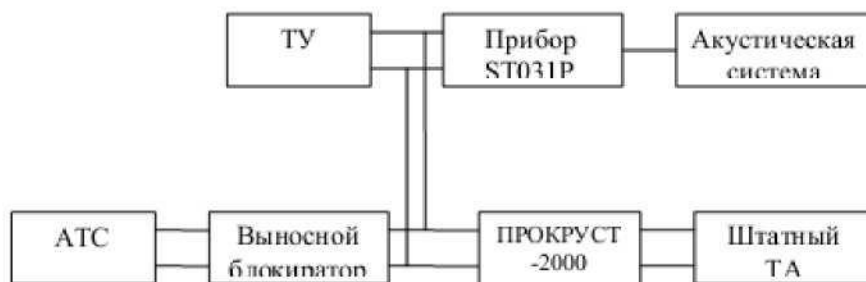 ТУ
Прибор
ST031P
Акустическая
система
АТС
Выносной
блокиратор
ПРОКРУСТ
-2000
Штатный
ТА